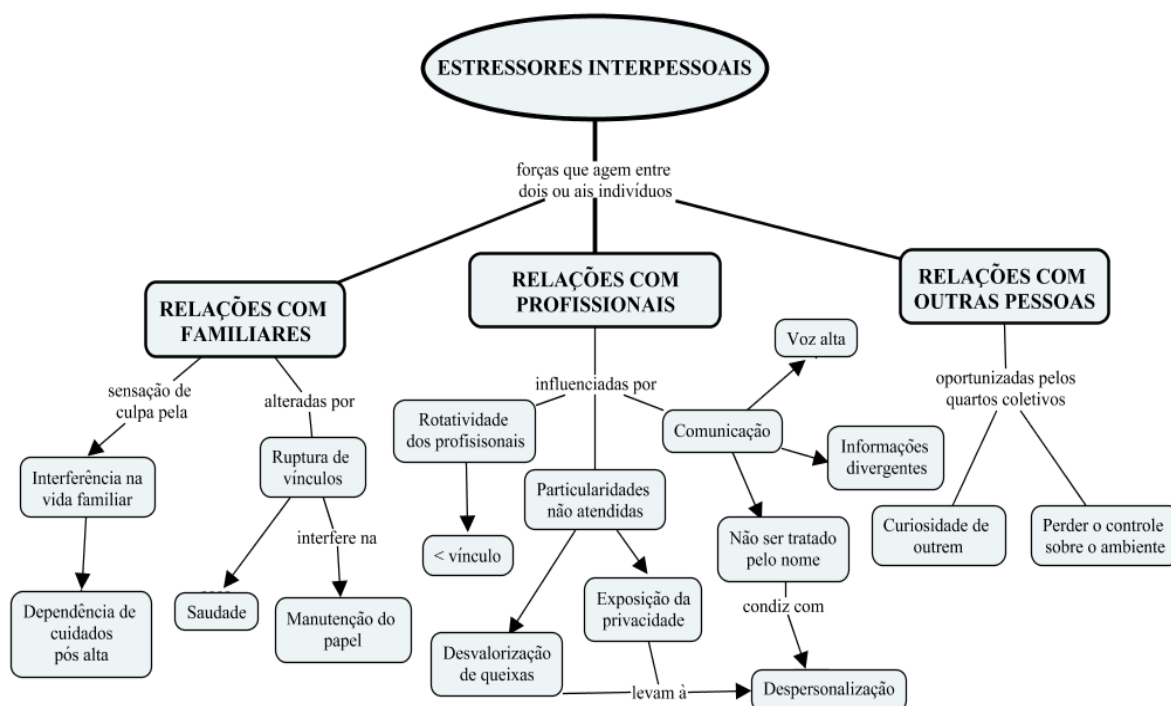 ESTRESSORES INTERPESSOAIS
forças que agem entre
dois ou ais indivíduos
RELAÇÕES COM
FAMILIARES
RELAÇÕES COM
PROFISSIONAIS
RELAÇÕES COM
OUTRAS PESSOAS
sensação de
culpa pela
alteradas por
Interferência na
vida familiar
Ruptura de
vínculos
interfere na
Dependência de
cuidados
pós alta
Saudade
Manutenção do
papel
influenciadas por
Rotatividade
dos profisisonais
< vínculo
Particularidades
não atendidas
Desvalorização
de queixas
Exposição da
privacidade
levam à
Comunicação
Voz alta
Informações
divergentes
Não ser tratado
pelo nome
condiz com
Despersonalização
oportunizadas pelos
quartos coletivos
Curiosidade de
outrem
Perder o controle
sobre o ambiente